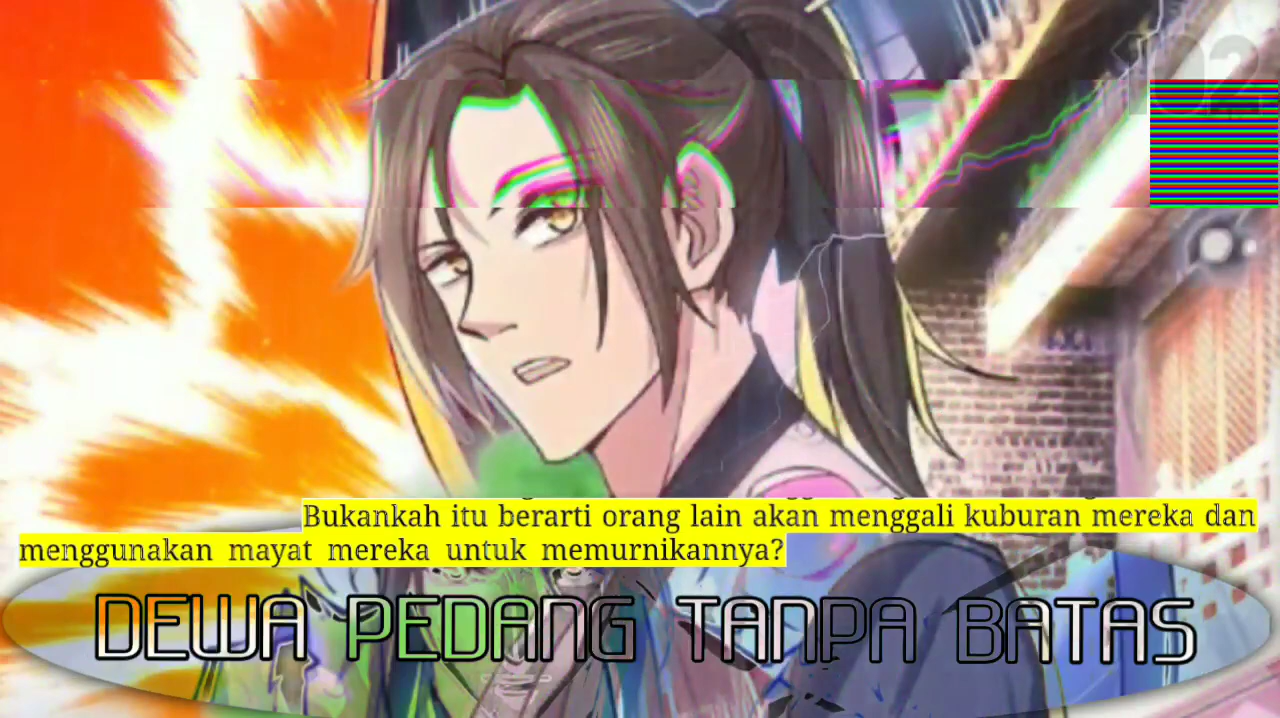 102
Bukankah itu berarti orang lain akan menggali kuburan mereka dan
menggunakan mayat mereka untuk memurnikannya?
DEWA PEDANG TANPA BATAS